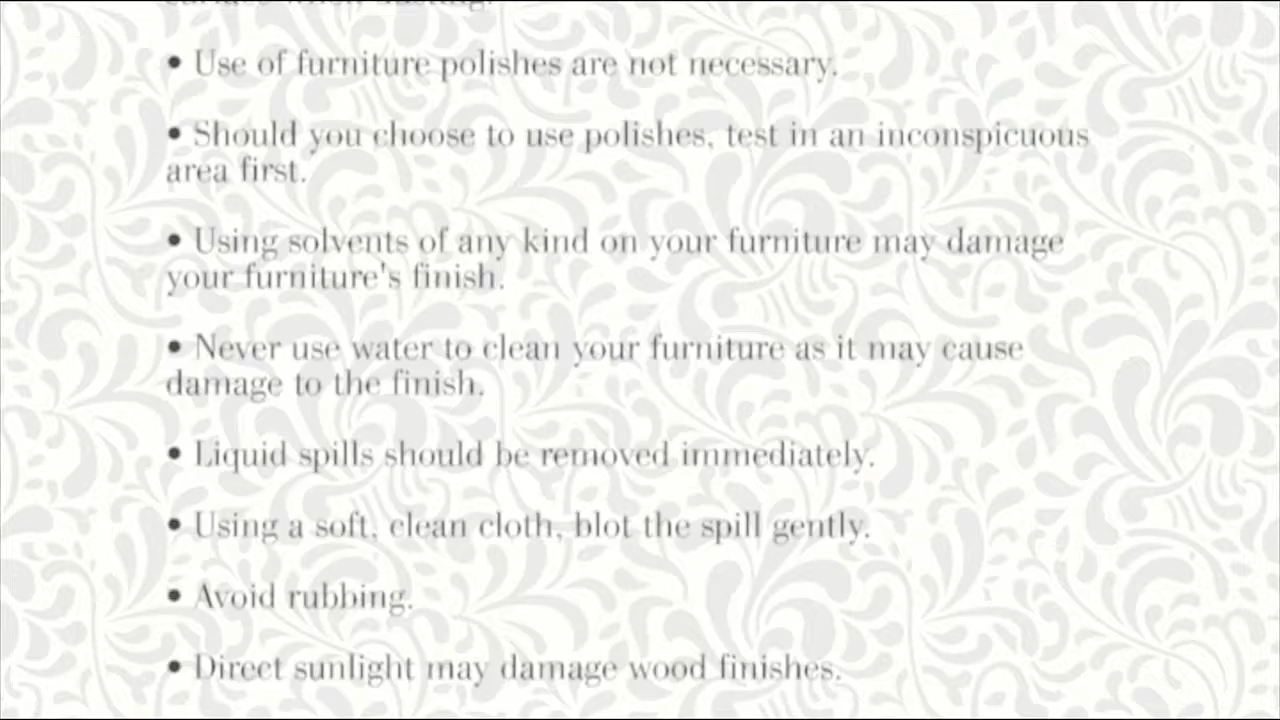 • Use of furniture polishes are not necessary.
• Should you choose to use polishes, test in an inconspicuous
area first.
• Using solvents of any kind on your furniture may damage
your furniture's finish.
• Never use water to clean your furniture as it may cause
damage to the finish.
• Liquid spills should be removed immediately.
• Using a soft, clean cloth, blot the spill gently.
• Avoid rubbing.
• Direct sunlight may damage wood finishes.